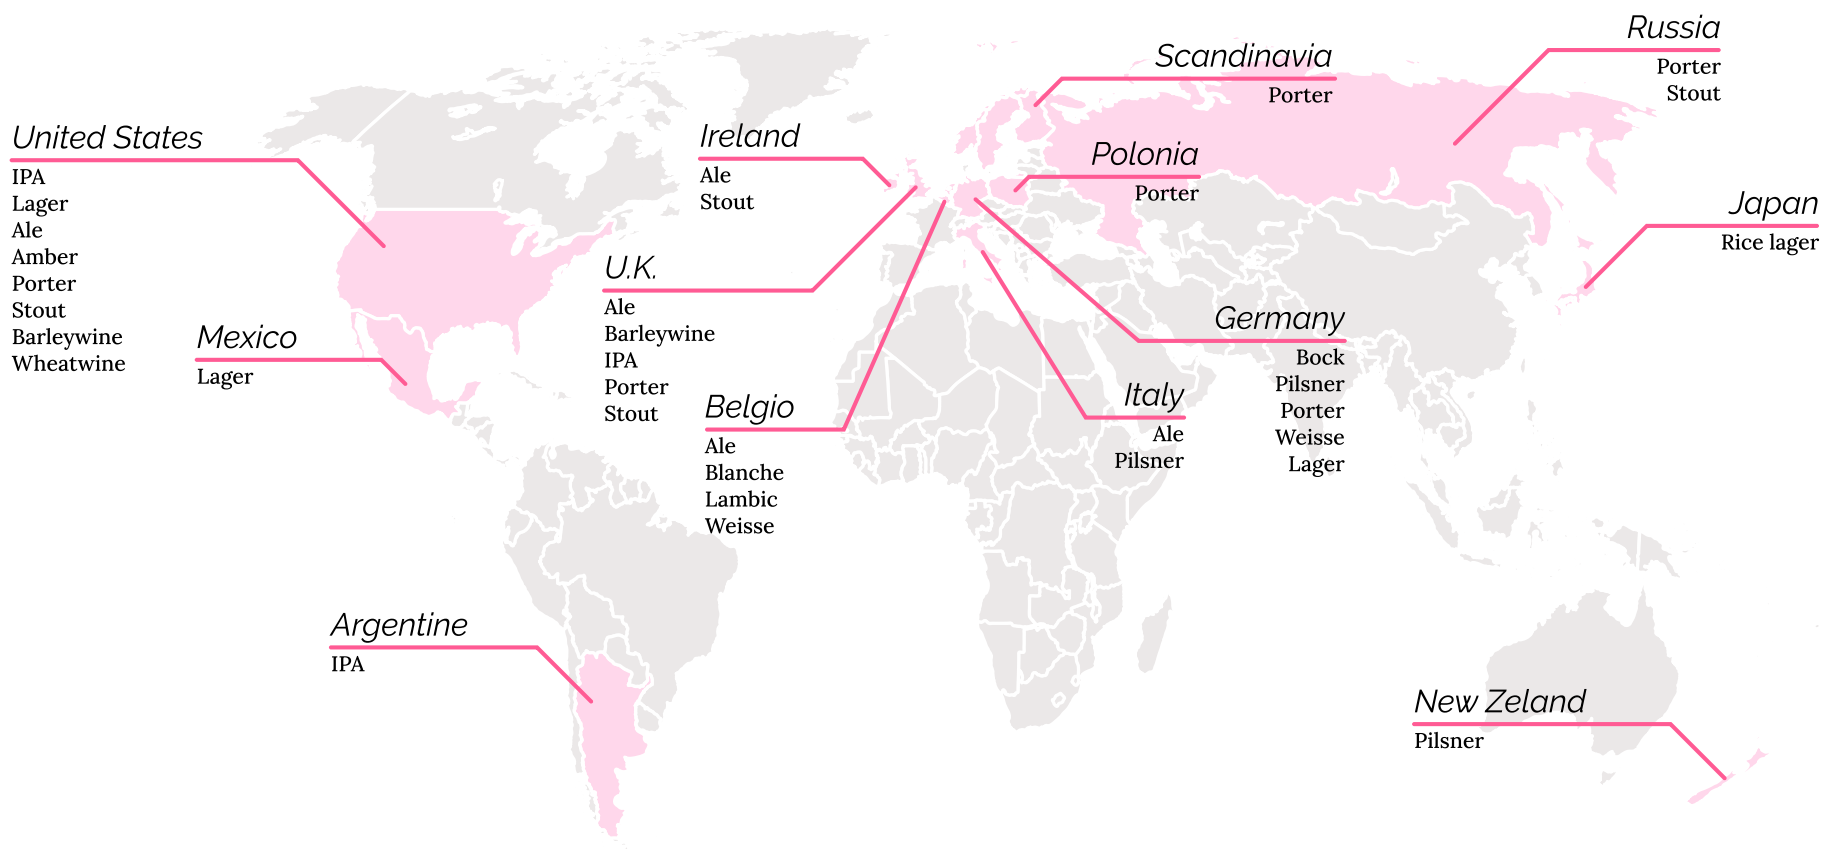 Russia
Porter
Stout
Scandinavia
Porter
United States
IPA
Lager
Ale
Amber
Porter
Stout
Barleywine
Wheatwine
Ireland
Ale
Stout
Polonia
Porter
Japan
Rice lager
U.K.
Ale
Barleywine
IPA
Porter
Stout
Mexico
Lager
Germany
Bock
Pilsner
Porter
Weisse
Lager
Belgio
Ale
Blanche
Lambic
Weisse
Italy
Ale
Pilsner
Argentine
IPA
New Zeland
Pilsner